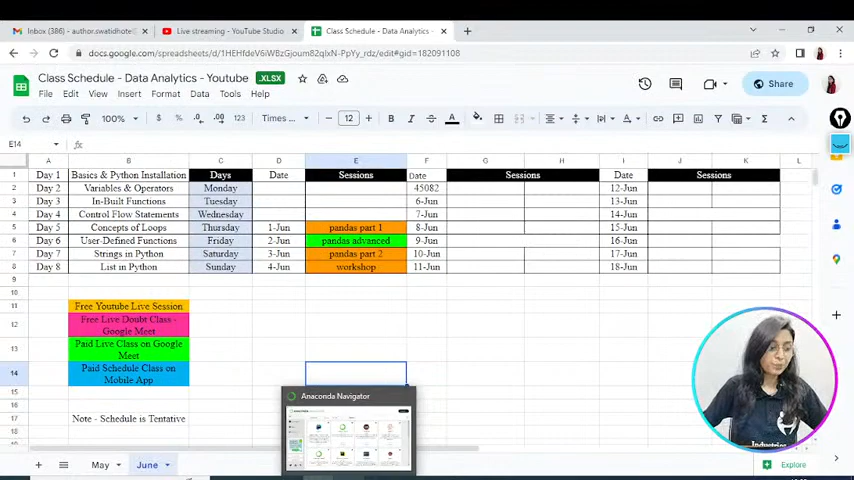 Inbox (386) - author.swatidhote
Live streaming - YouTube Studio
Class Schedule - Data Analytics -
docs.google.com/spreadsheets/d/1HEHfdeV6iWBzGjoum82qlxN-PpYy_rdz/edit#gid=182091108
Class Schedule - Data Analytics - Youtube .XLSX
Share
File Edit View Insert Format Data Tools Help
100% $ % .0 .00 123 Times ... 12 B I A
E14 fx
A B C D E F G H I J K L
1 Day 1 Basics & Python Installation Days Date Sessions Date Sessions Sessions
2 Day 2 Variables & Operators Monday 45082 12-Jun
3 Day 3 In-Built Functions Tuesday 6-Jun 13-Jun
4 Day 4 Control Flow Statements Wednesday 7-Jun 14-Jun
5 Day 5 Concepts of Loops Thursday 1-Jun pandas part 1 8-Jun 15-Jun
6 Day 6 User-Defined Functions Friday 2-Jun pandas advanced 9-Jun 16-Jun
7 Day 7 Strings in Python Saturday 3-Jun pandas part 2 10-Jun 17-Jun
8 Day 8 List in Python Sunday 4-Jun workshop 11-Jun 18-Jun
9
10
11 Free Youtube Live Session
12 Free Live Doubt Class -
Google Meet
13 Paid Live Class on Google
Meet
14 Paid Schedule Class on
Mobile App
15
16
Anaconda Navigator
17 Note - Schedule is Tentative
18
Industries
May June
Explore